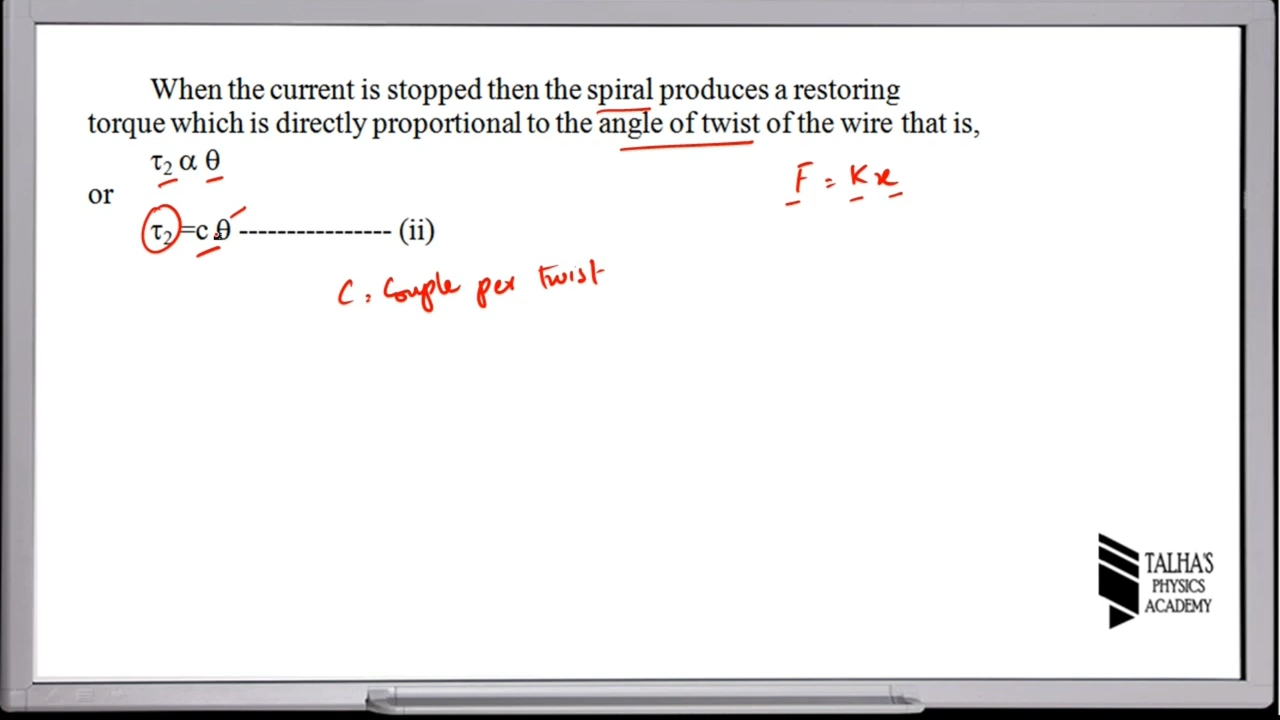 When the current is stopped then the spiral produces a restoring
torque which is directly proportional to the angle of twist of the wire that is,
τ₂ α θ
F = Kx
or
τ₂=c θ ---------------- (ii)
C = Couple per twist
TALHA'S
PHYSICS
ACADEMY